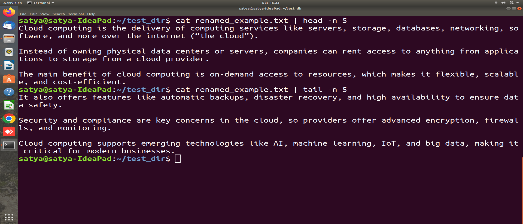 satya@satya-IdeaPad:~/test_dir$ cat renamed_example.txt | head -n 5
Cloud computing is the delivery of computing services like servers, storage, databases, networking, so
ftware, and more over the internet ("the cloud").
Instead of owning physical data centers or servers, companies can rent access to anything from applica
tions to storage from a cloud provider.
The main benefit of cloud computing is on-demand access to resources, which makes it flexible, scalabl
e, and cost-efficient.
satya@satya-IdeaPad:~/test_dir$ cat renamed_example.txt | tail -n 5
It also offers features like automatic backups, disaster recovery, and high availability to ensure dat
a safety.
Security and compliance are key concerns in the cloud, so providers offer advanced encryption, firewal
ls, and monitoring.
Cloud computing supports emerging technologies like AI, machine learning, IoT, and big data, making it
critical for modern businesses.
satya@satya-IdeaPad:~/test_dir$